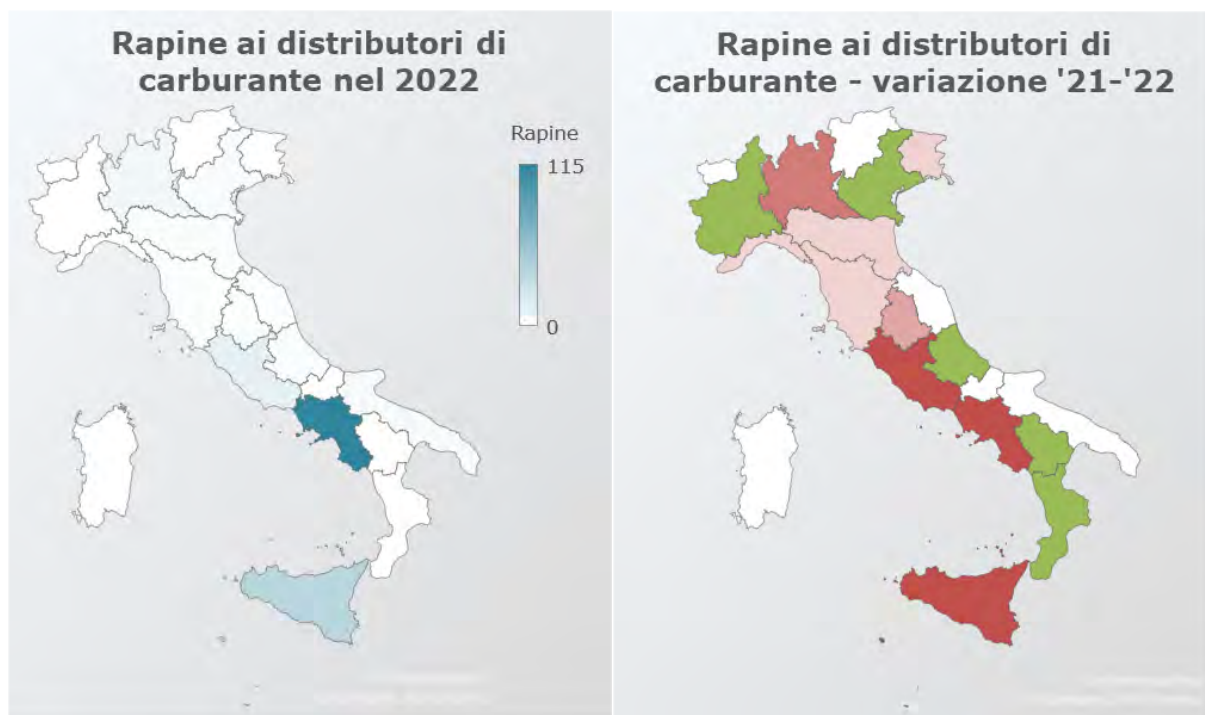 Rapine ai distributori di
carburante nel 2022
Rapine
115
0
Rapine ai distributori di
carburante - variazione '21-'22